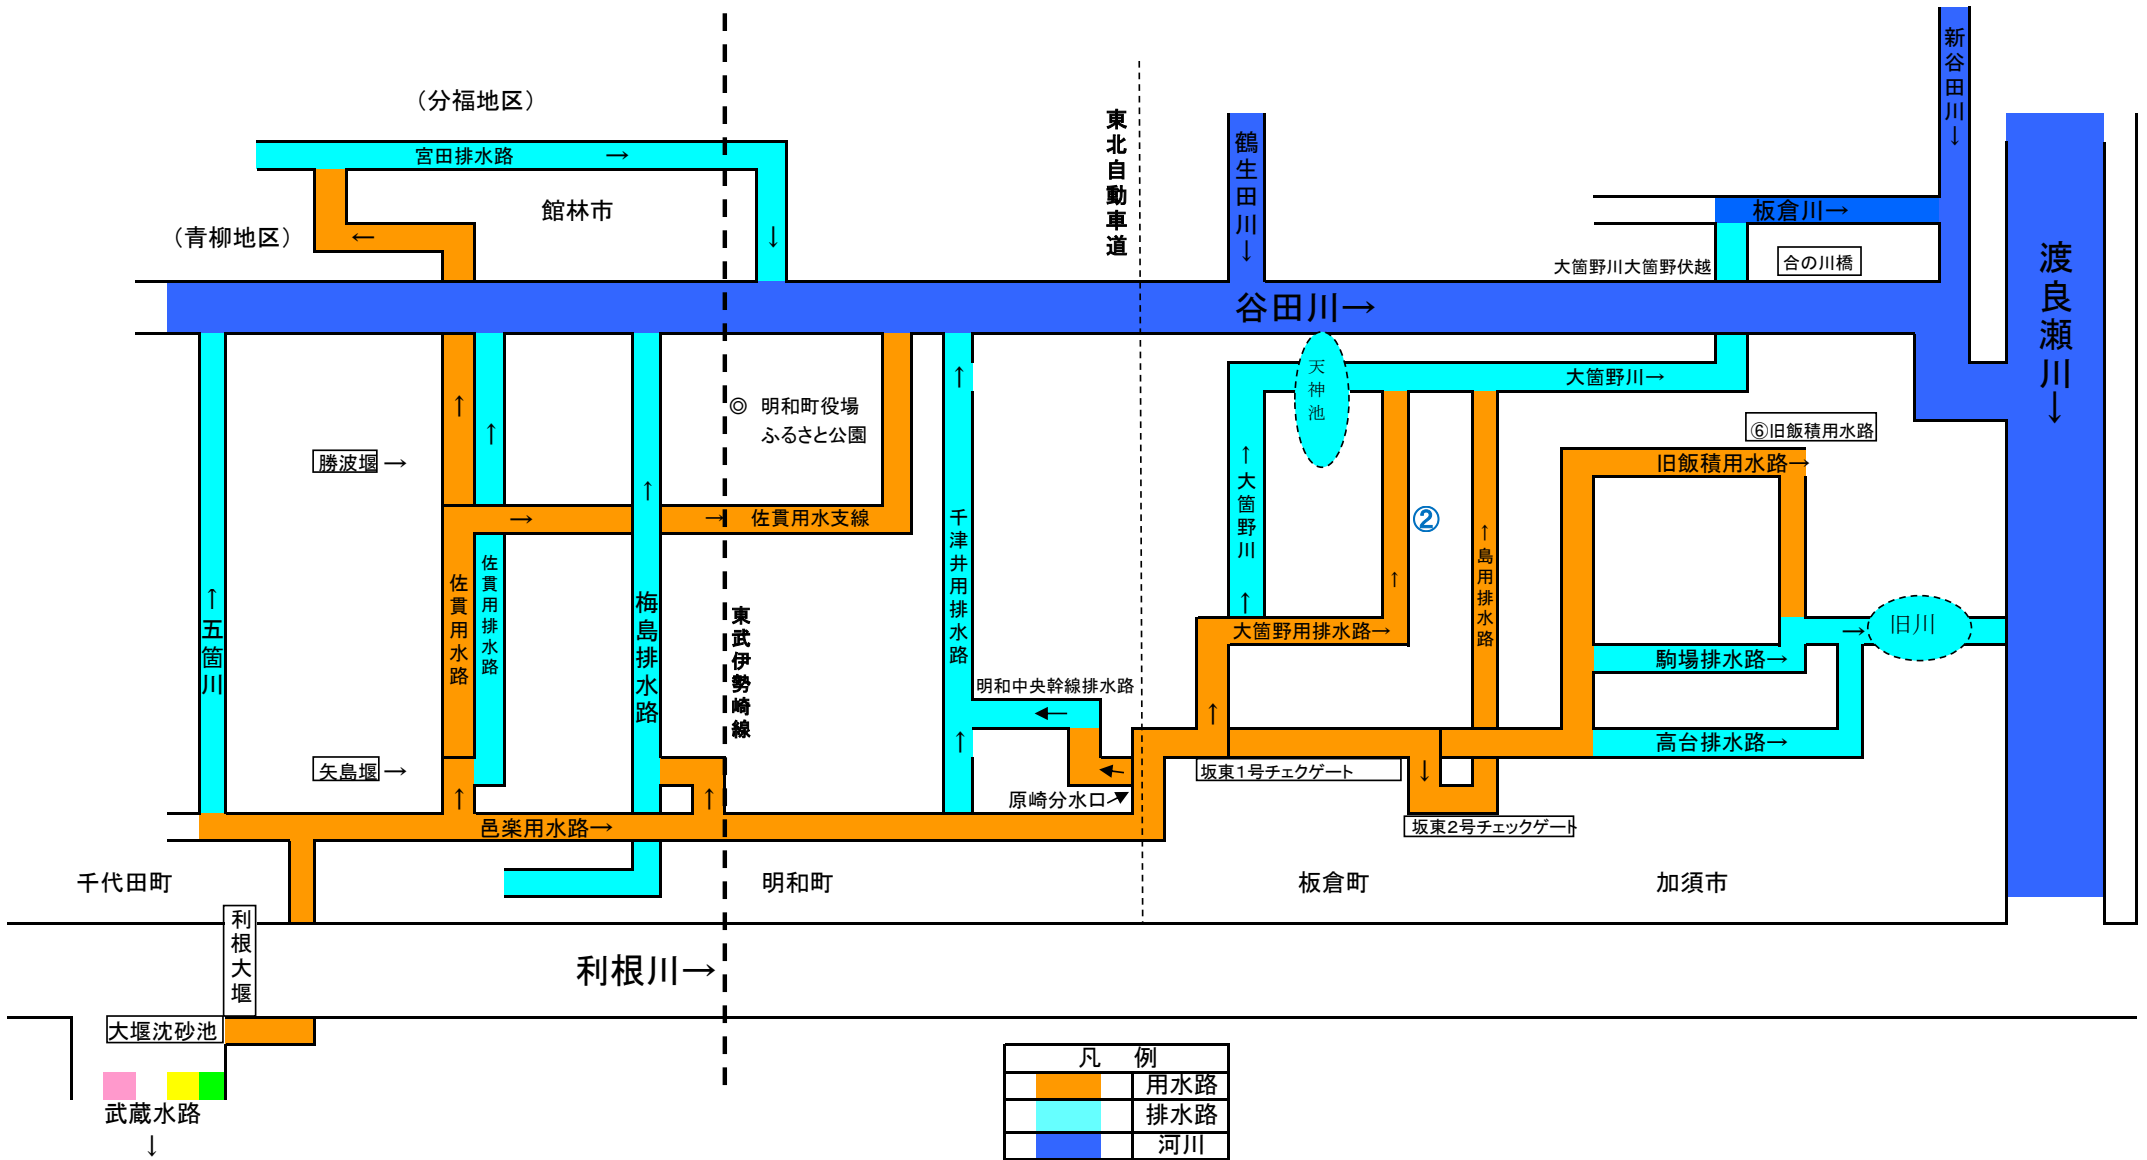 新谷田川↓
（分福地区）
東北自動車道
宮田排水路 →
鶴生田川↓
館林市
板倉川→
（青柳地区）
←
↓
大箇野川大箇野伏越
合の川橋
渡良瀬川↓
谷田川→
天神池
大箇野川→
↑
↑
↑
◎ 明和町役場
ふるさと公園
⑥旧飯積用水路
勝波堰 →
旧飯積用水路→
↑
↑大箇野川
→
→ 佐貫用水支線
千津井用排水路
②
↑島用排水路
↑五箇川
佐貫用水路
佐貫用排水路
梅島排水路
東武伊勢崎線
↑
↑
大箇野用排水路→
→
旧川
駒場排水路→
明和中央幹線排水路
←
↑
↑
高台排水路→
矢島堰 →
←
坂東1号チェクゲート
↓
↑
↑
原崎分水口↗
邑楽用水路→
坂東2号チェックゲート
千代田町
明和町
板倉町
加須市
利根大堰
利根川→
大堰沈砂池
武蔵水路
↓
凡 例
用水路
排水路
河川